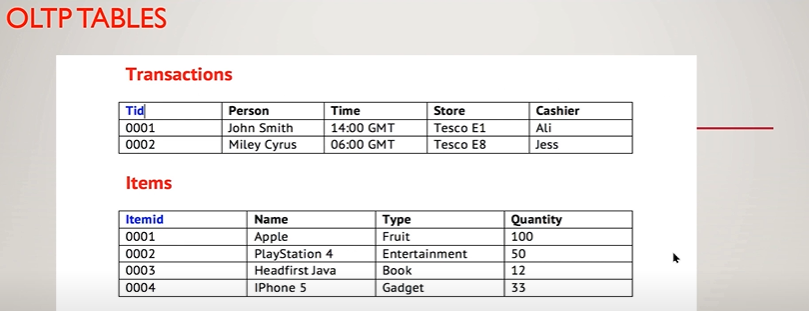 OLTP TABLES
Transactions
Tid Person Time Store Cashier
0001 John Smith 14:00 GMT Tesco E1 Ali
0002 Miley Cyrus 06:00 GMT Tesco E8 Jess
Items
Itemid Name Type Quantity
0001 Apple Fruit 100
0002 PlayStation 4 Entertainment 50
0003 Headfirst Java Book 12
0004 IPhone 5 Gadget 33